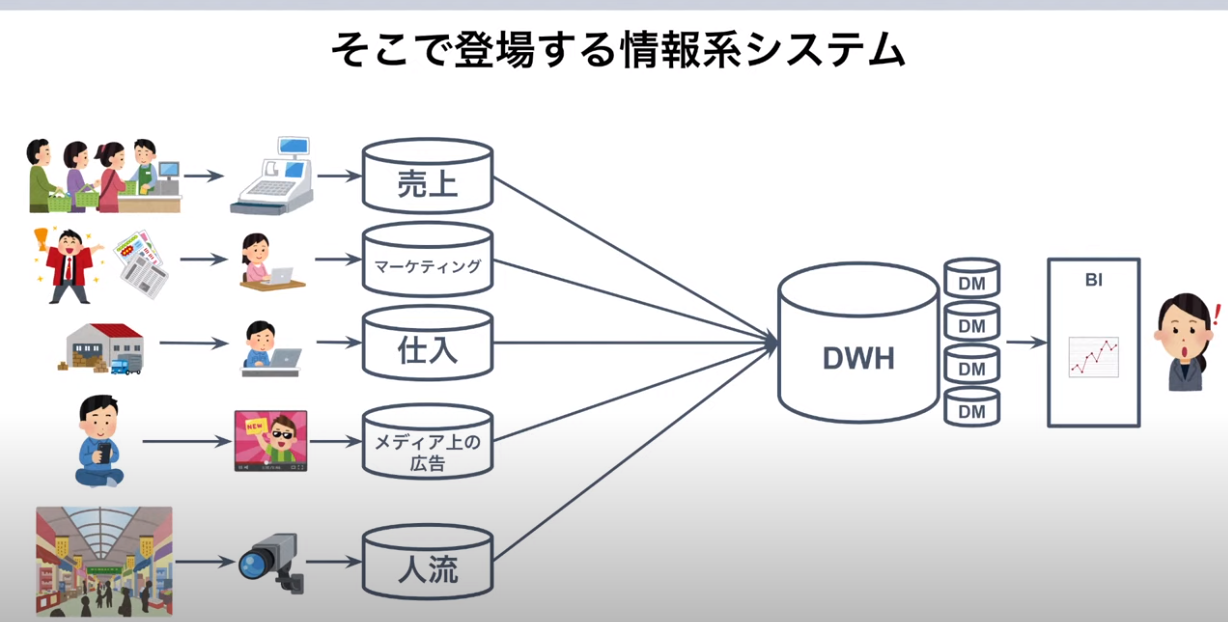 そこで登場する情報系システム
売上
マーケティング
仕入
NEW
メディア上の
広告
人流
DWH
DM
DM
DM
DM
BI